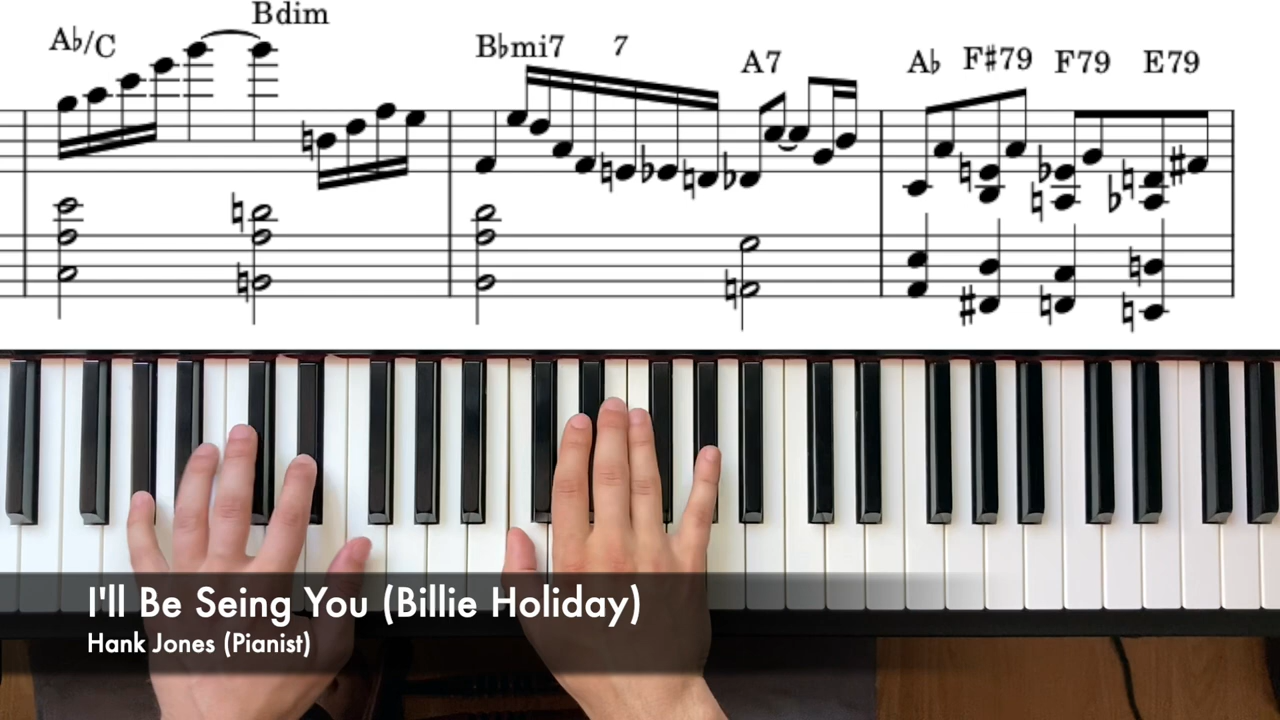 Ab/C Bdim Bbmi7 7 A7 Ab F#79 F79 E79
I'll Be Seing You (Billie Holiday)
Hank Jones (Pianist)